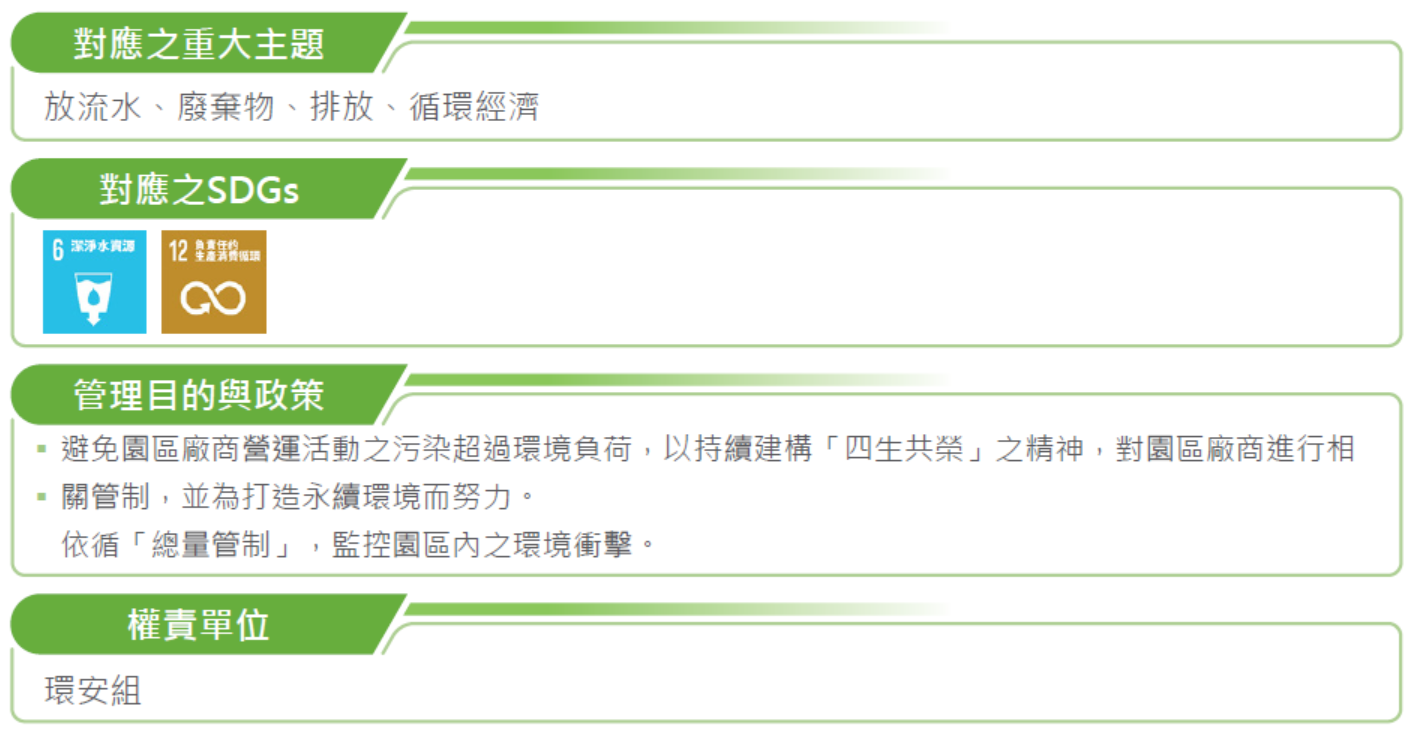 對應之重大主題
放流水、廢棄物、排放、循環經濟
對應之SDGs
6 潔淨水資源
12 負責任的
生產消費循環
管理目的與政策
▪ 避免園區廠商營運活動之污染超過環境負荷，以持續建構「四生共榮」之精神，對園區廠商進行相
▪ 關管制，並為打造永續環境而努力。
依循「總量管制」，監控園區內之環境衝擊。
權責單位
環安組